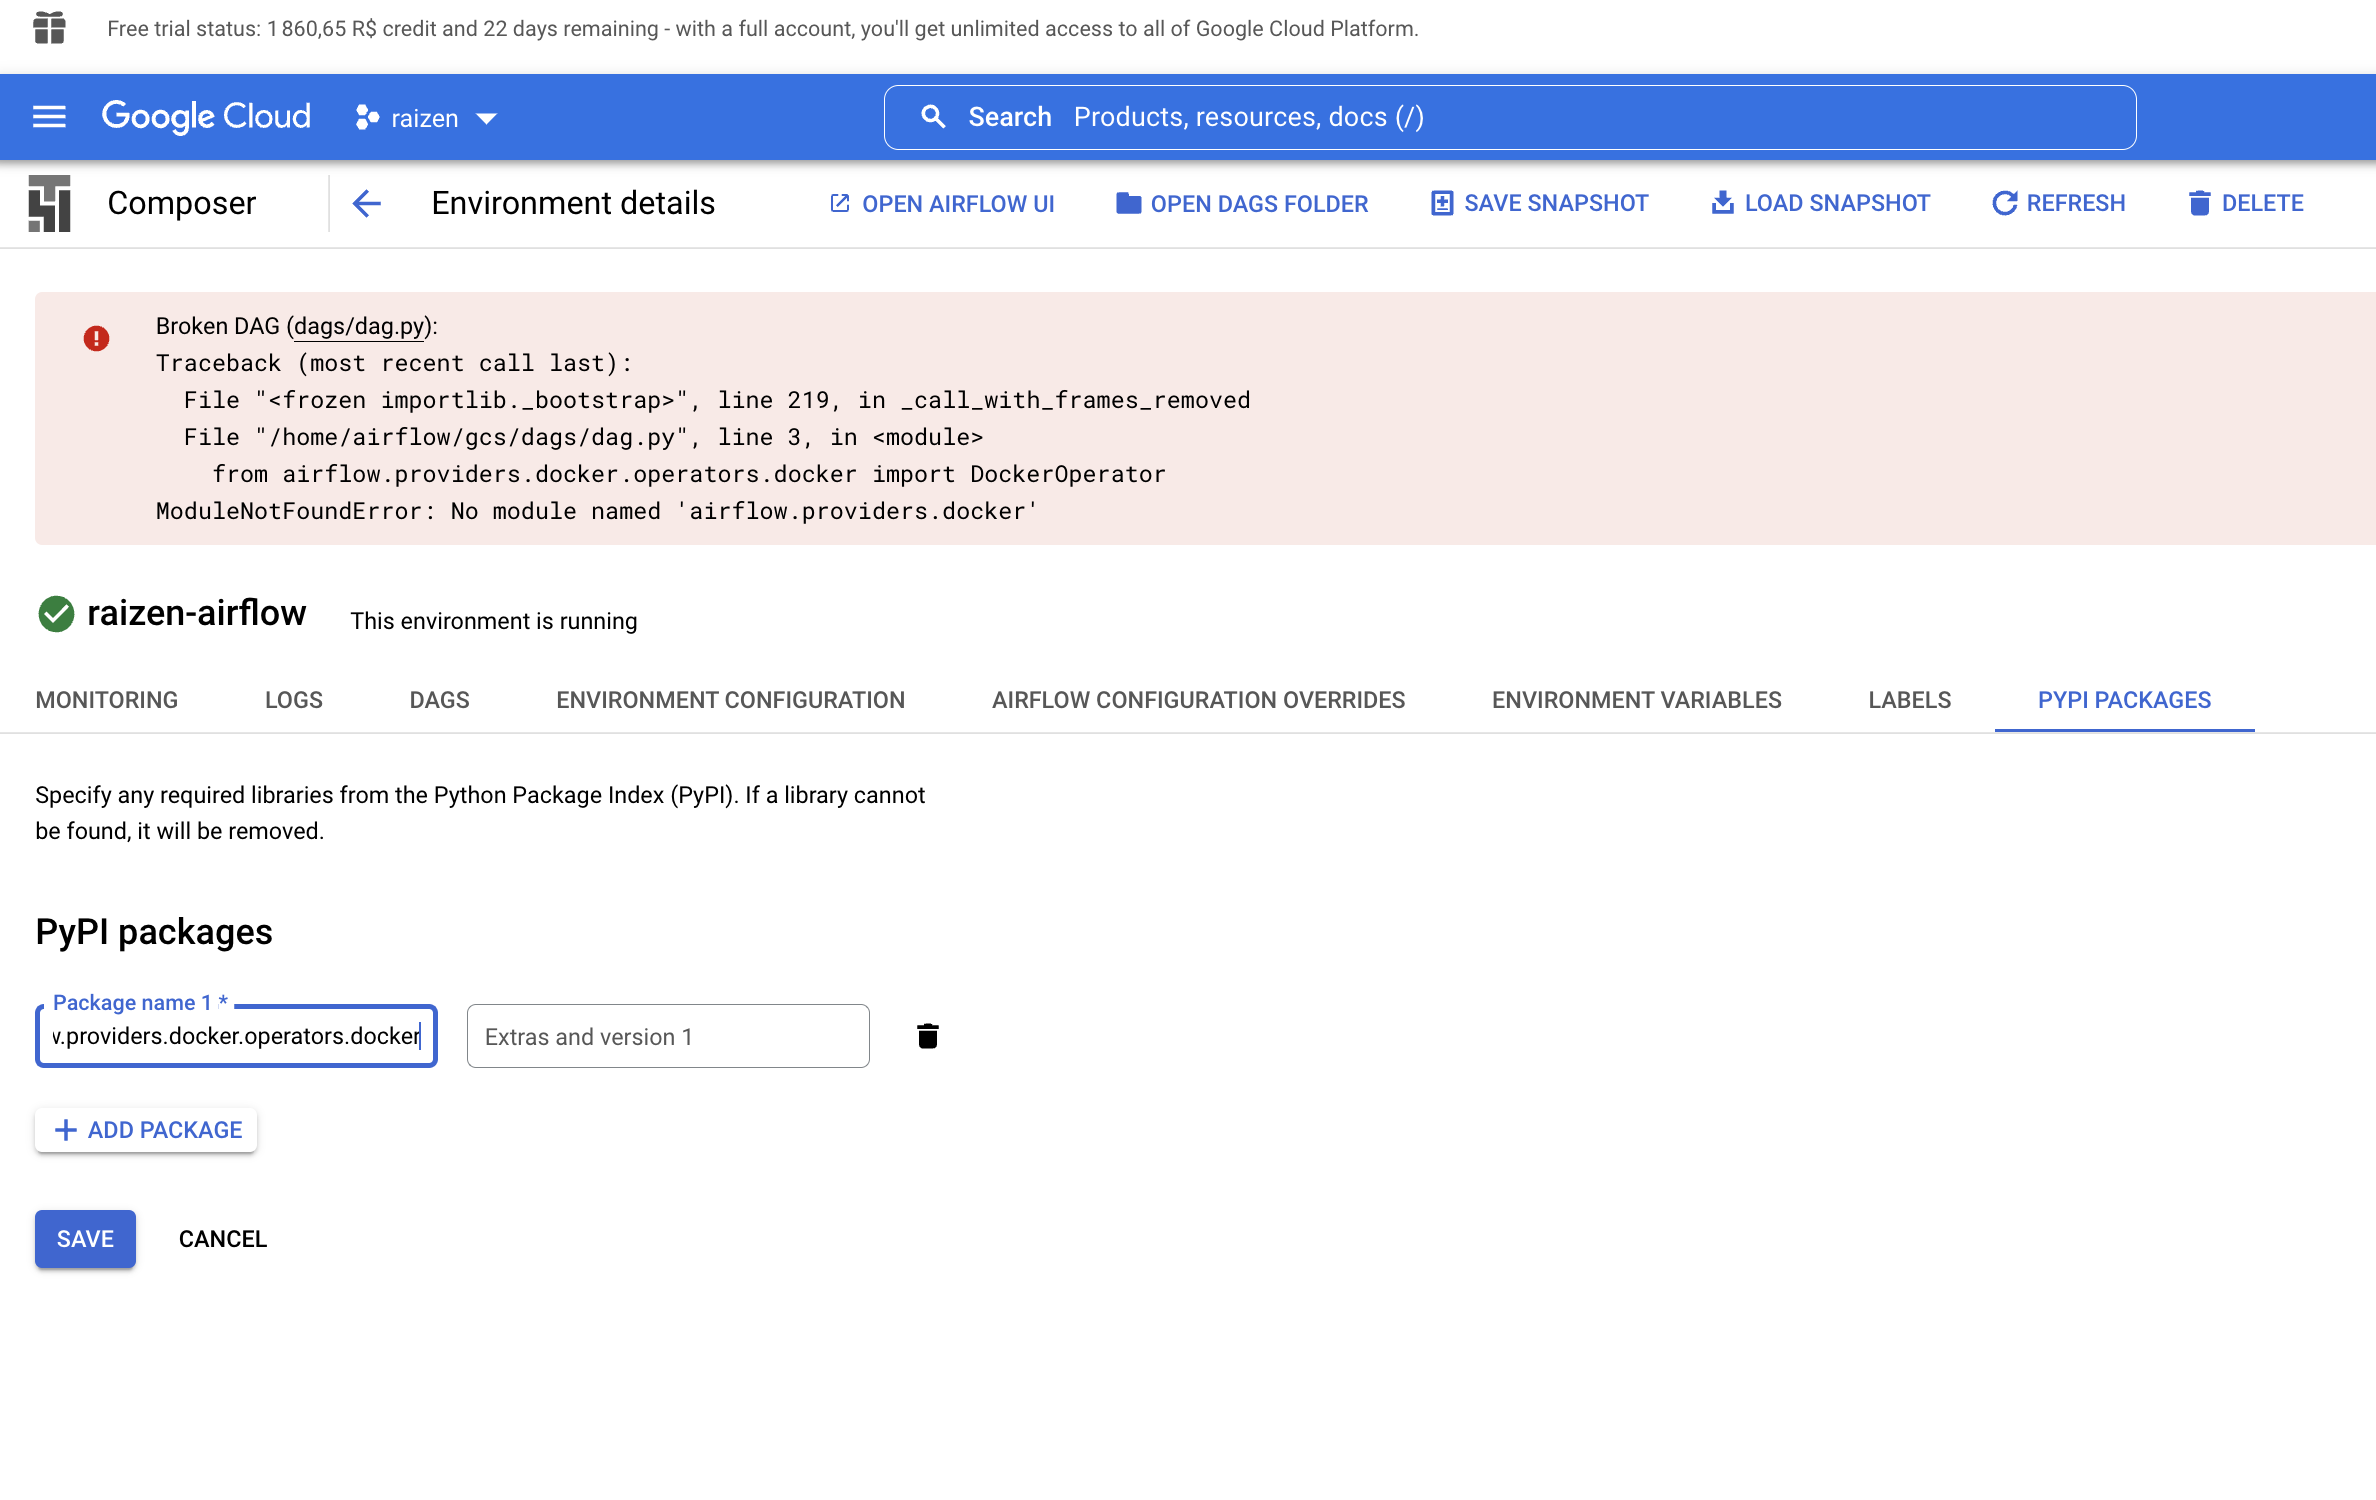 Free trial status: 1 860,65 R$ credit and 22 days remaining - with a full account, you'll get unlimited access to all of Google Cloud Platform.
Google Cloud raizen Search Products, resources, docs (/)
Composer Environment details OPEN AIRFLOW UI OPEN DAGS FOLDER SAVE SNAPSHOT LOAD SNAPSHOT REFRESH DELETE
Broken DAG (dags/dag.py):
Traceback (most recent call last):
File "<frozen importlib._bootstrap>", line 219, in _call_with_frames_removed
File "/home/airflow/gcs/dags/dag.py", line 3, in <module>
from airflow.providers.docker.operators.docker import DockerOperator
ModuleNotFoundError: No module named 'airflow.providers.docker'
raizen-airflow This environment is running
MONITORING LOGS DAGS ENVIRONMENT CONFIGURATION AIRFLOW CONFIGURATION OVERRIDES ENVIRONMENT VARIABLES LABELS PYPI PACKAGES
Specify any required libraries from the Python Package Index (PyPI). If a library cannot
be found, it will be removed.
PyPI packages
Package name 1 *
w.providers.docker.operators.docker Extras and version 1
ADD PACKAGE
SAVE CANCEL